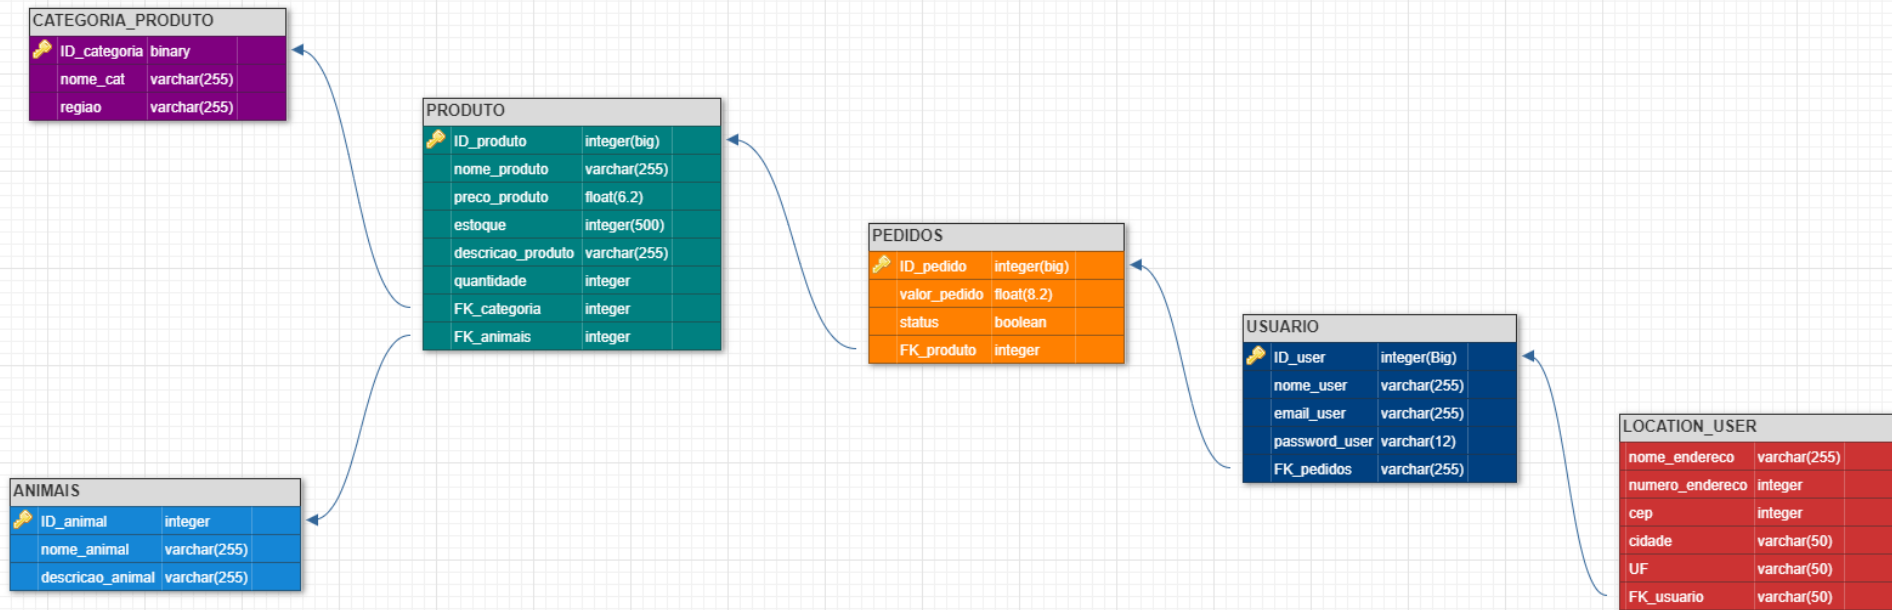 CATEGORIA_PRODUTO
ID_categoria binary
nome_cat varchar(255)
regiao varchar(255)
PRODUTO
ID_produto integer(big)
nome_produto varchar(255)
preco_produto float(6.2)
estoque integer(500)
descricao_produto varchar(255)
quantidade integer
FK_categoria integer
FK_animais integer
PEDIDOS
ID_pedido integer(big)
valor_pedido float(8.2)
status boolean
FK_produto integer
USUARIO
ID_user integer(Big)
nome_user varchar(255)
email_user varchar(255)
password_user varchar(12)
FK_pedidos varchar(255)
LOCATION_USER
nome_endereco varchar(255)
numero_endereco integer
cep integer
cidade varchar(50)
UF varchar(50)
FK_usuario varchar(50)
ANIMAIS
ID_animal integer
nome_animal varchar(255)
descricao_animal varchar(255)